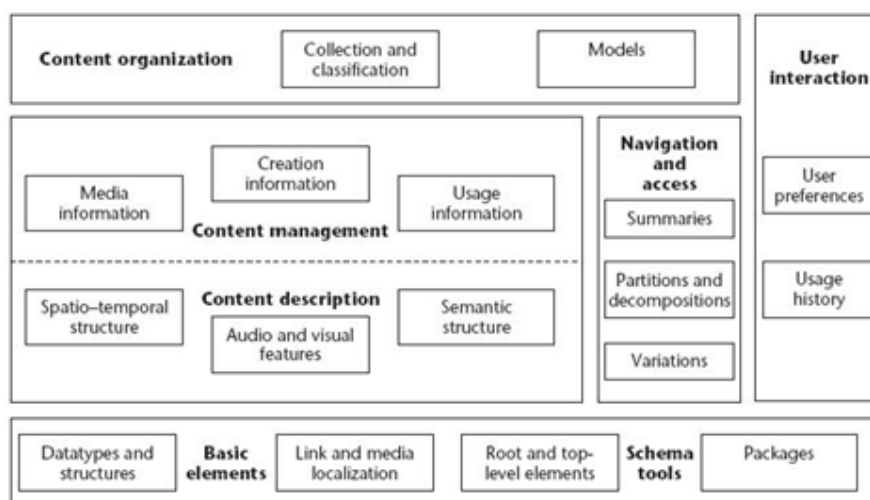 Content organization
Collection and
classification
Models
User
interaction
Media
information
Creation
information
Usage
information
Content management
Navigation
and
access
Summaries
Partitions and
decompositions
Variations
User
preferences
Usage
history
Spatio–temporal
structure
Content description
Audio and visual
features
Semantic
structure
Datatypes and
structures
Basic
elements
Link and media
localization
Root and top-
level elements
Schema
tools
Packages